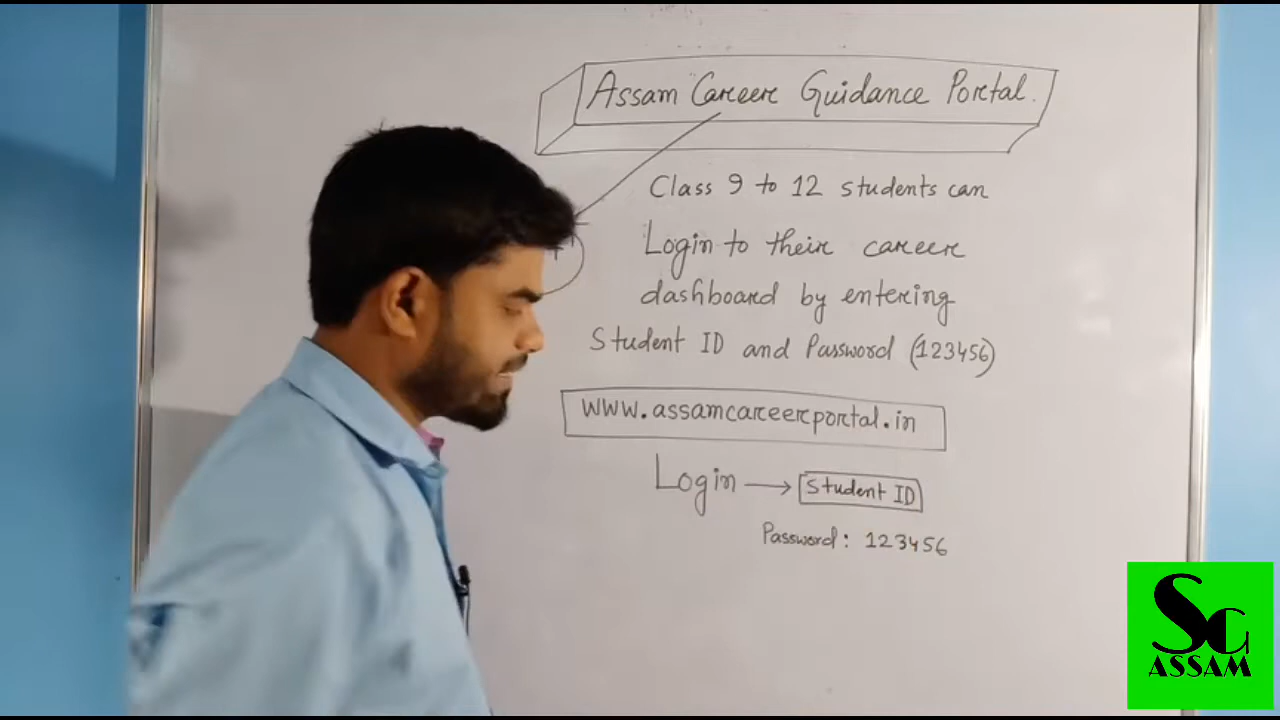 Assam Career Guidance Portal.
Class 9 to 12 students can
Login to their career
dashboard by entering
Student ID and Password (123456)
www.assamcareerportal.in
Login → Student ID
Password: 123456
SG
ASSAM